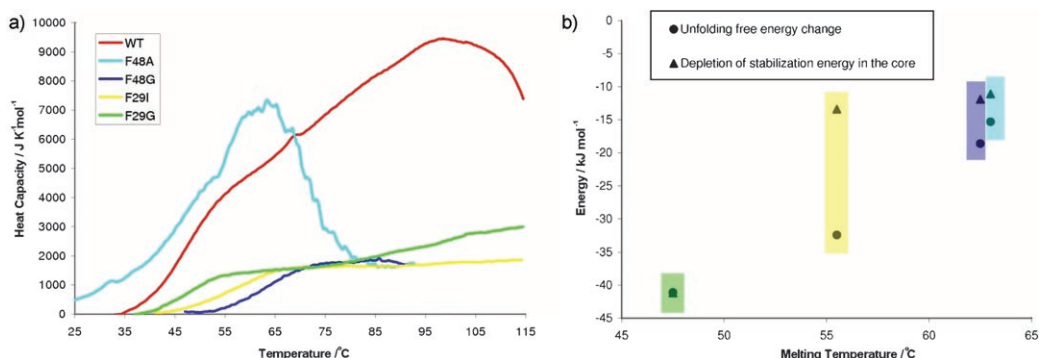 a)
Heat Capacity / J K⁻¹mol⁻¹
10000
9000
8000
7000
6000
5000
4000
3000
2000
1000
0
WT
F48A
F48G
F29I
F29G
25 35 45 55 65 75 85 95 105 115
Temperature /°C
b)
Energy / kJ mol⁻¹
-0
-5
-10
-15
-20
-25
-30
-35
-40
-45
Unfolding free energy change
Depletion of stabilization energy in the core
45 50 55 60 65
Melting Temperature /°C